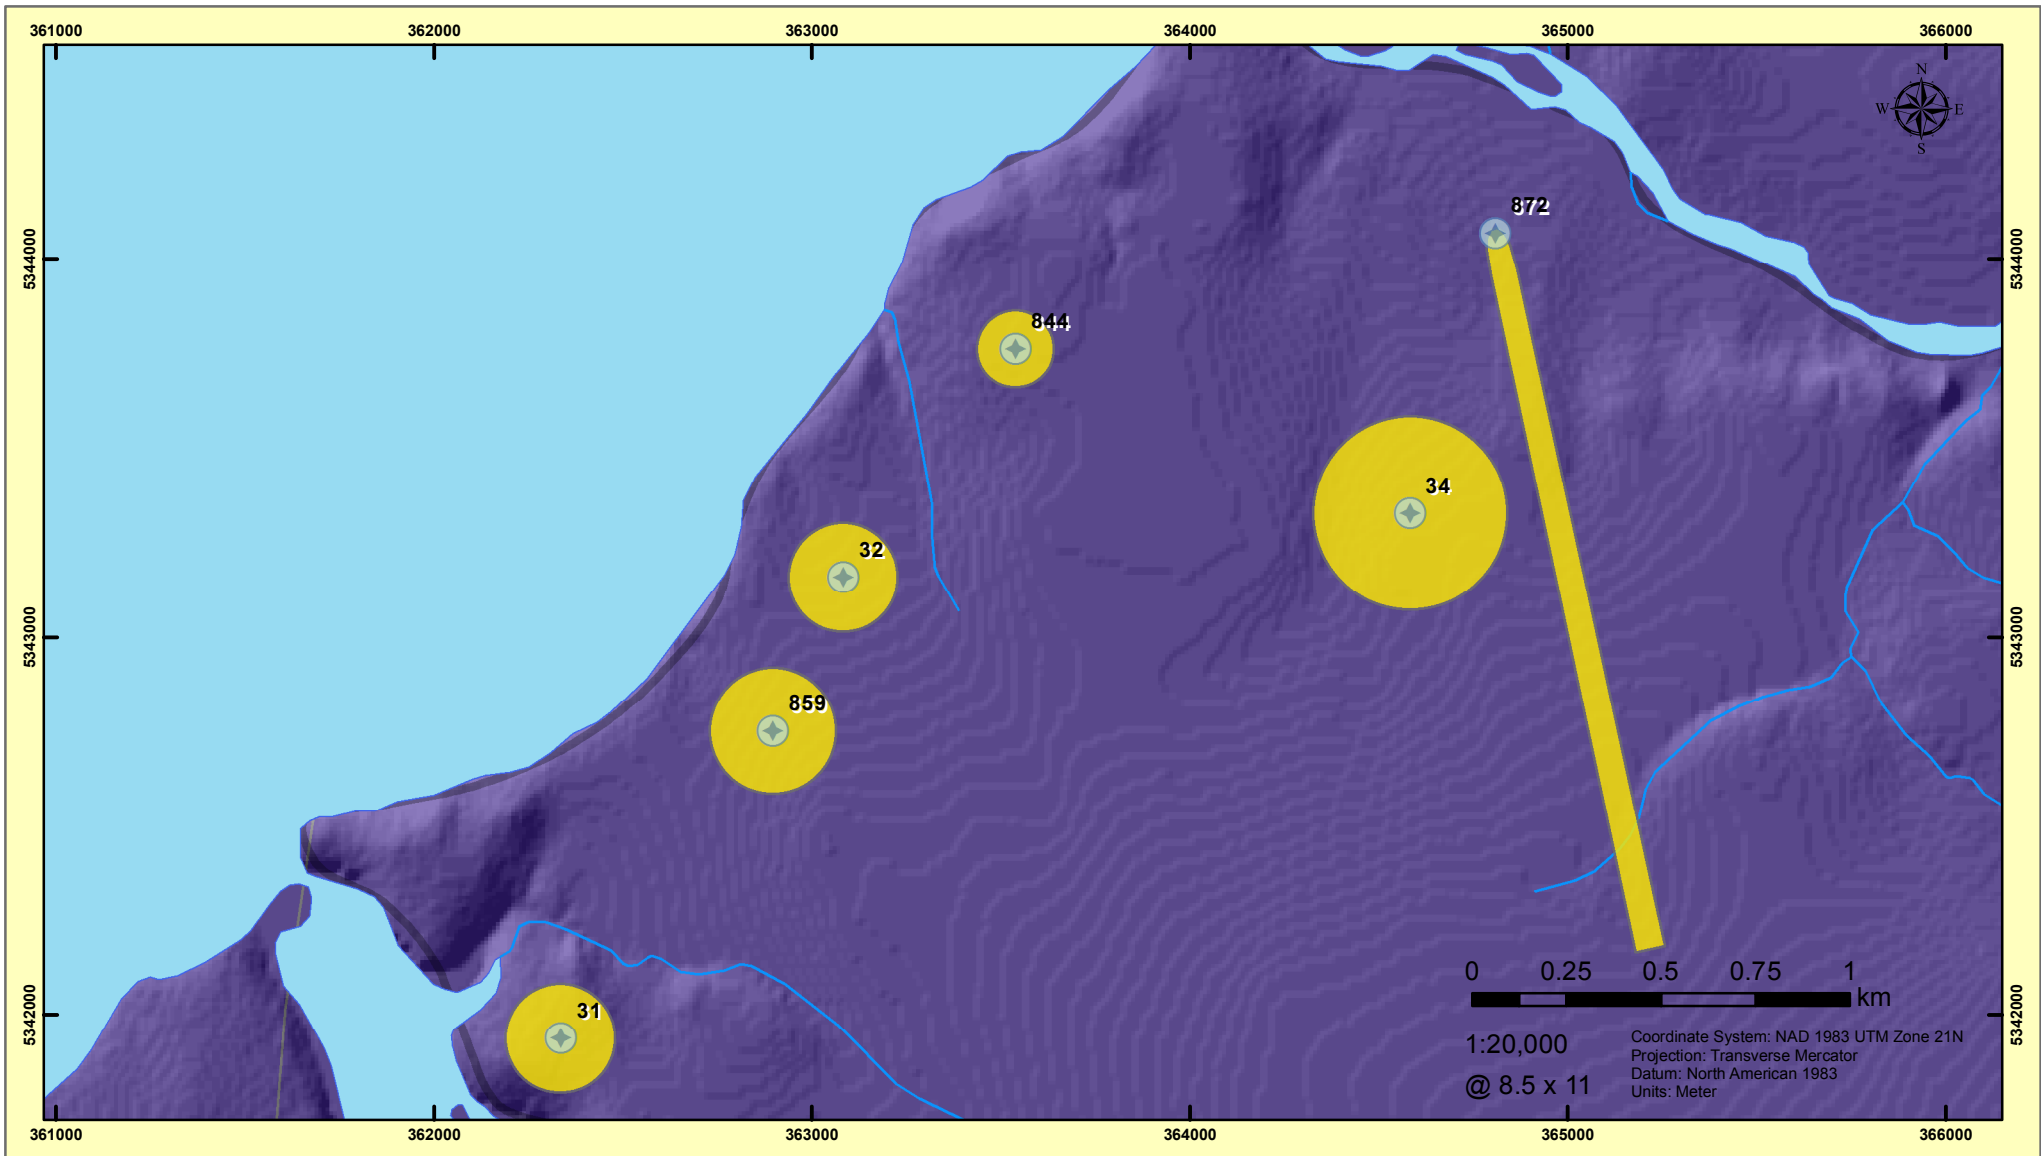 361000 362000 363000 364000 365000 366000
N
W E
S
872
5344000 5344000
844
34
32
5343000 5343000
859
0 0.25 0.5 0.75 1
km
31
5342000 5342000
1:20,000
@ 8.5 x 11
Coordinate System: NAD 1983 UTM Zone 21N
Projection: Transverse Mercator
Datum: North American 1983
Units: Meter
361000 362000 363000 364000 365000 366000